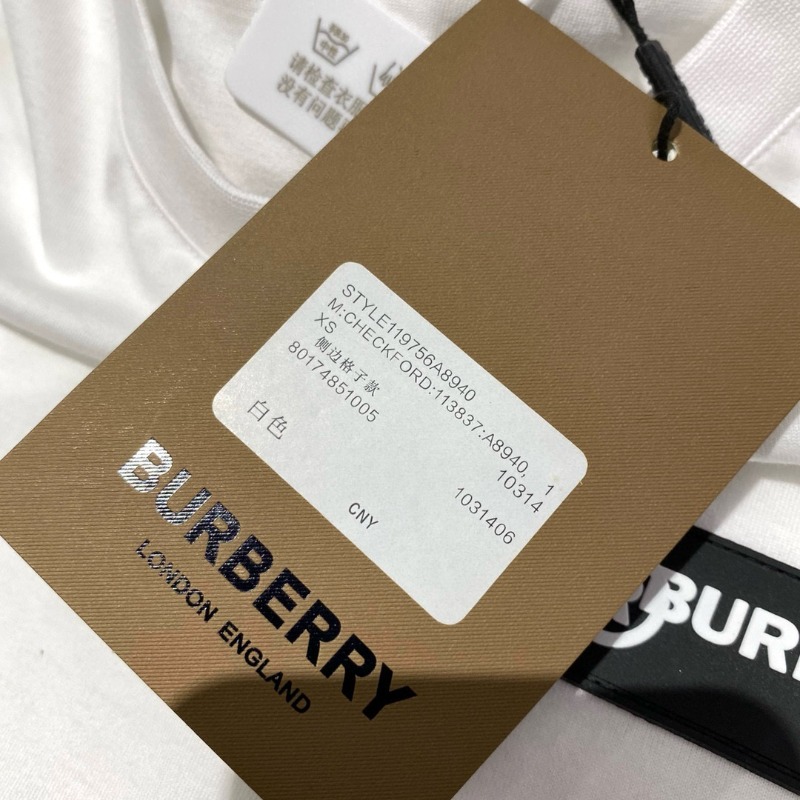 请检查衣服
没有问题
STYLE119756A8940
M:CHECKFORD:113837:A8940, 1
XS 10314
侧边格子款
80174851005 1031406
白色
CNY
BURBERRY
LONDON ENGLAND
BURB